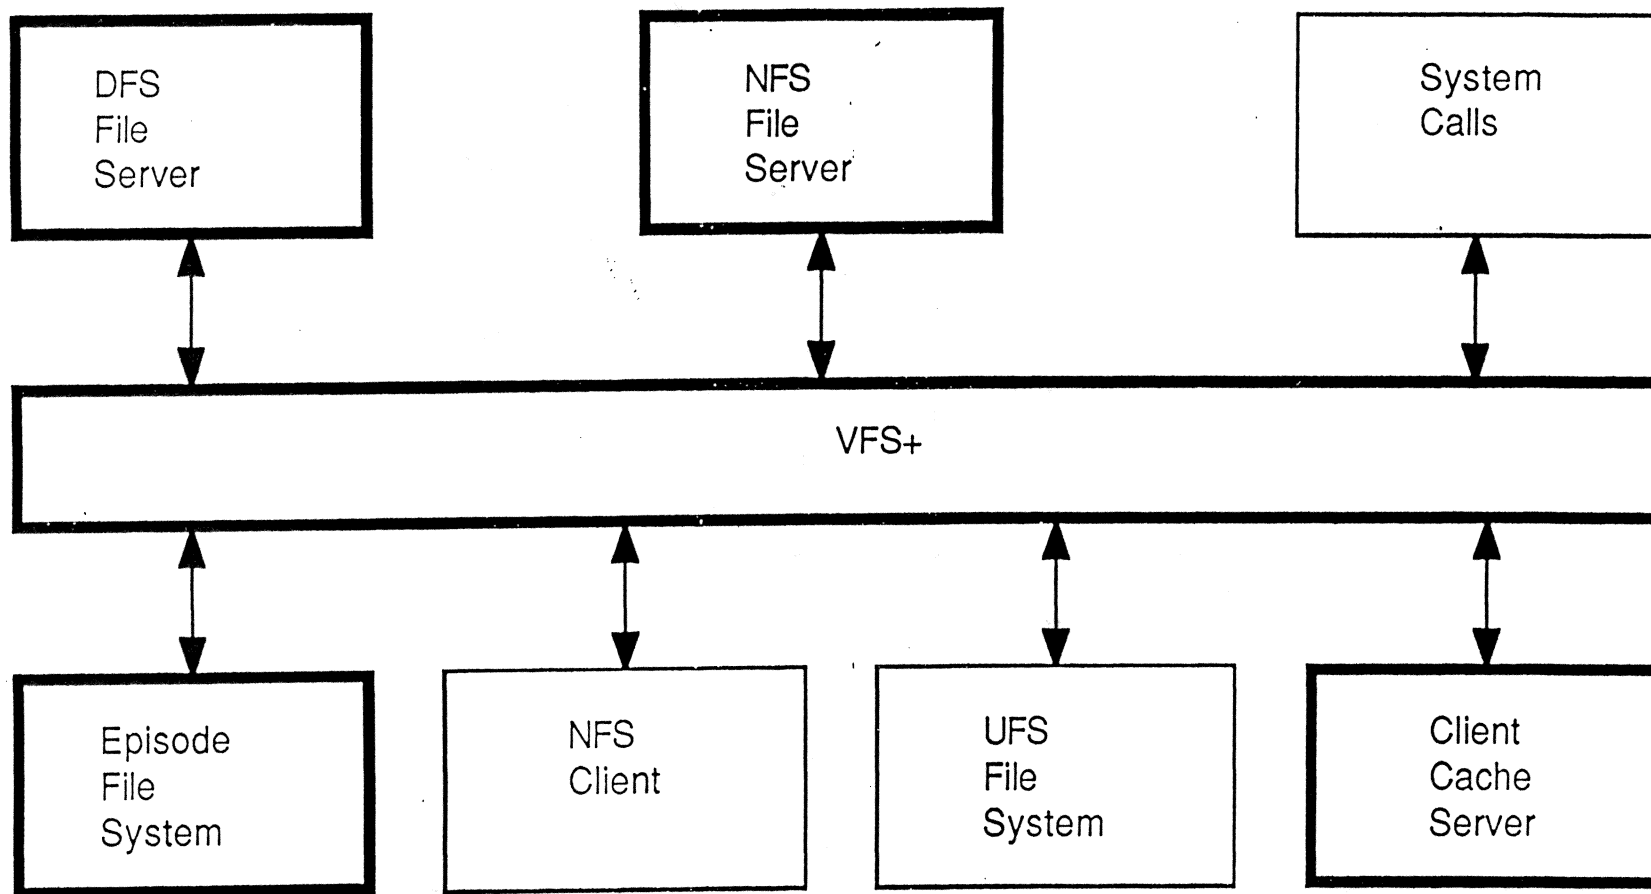 DFS
File
Server
NFS
File
Server
System
Calls
VFS+
Episode
File
System
NFS
Client
UFS
File
System
Client
Cache
Server